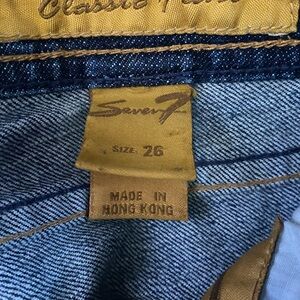 Classic
Seven7
SIZE 26
MADE IN
HONG KONG